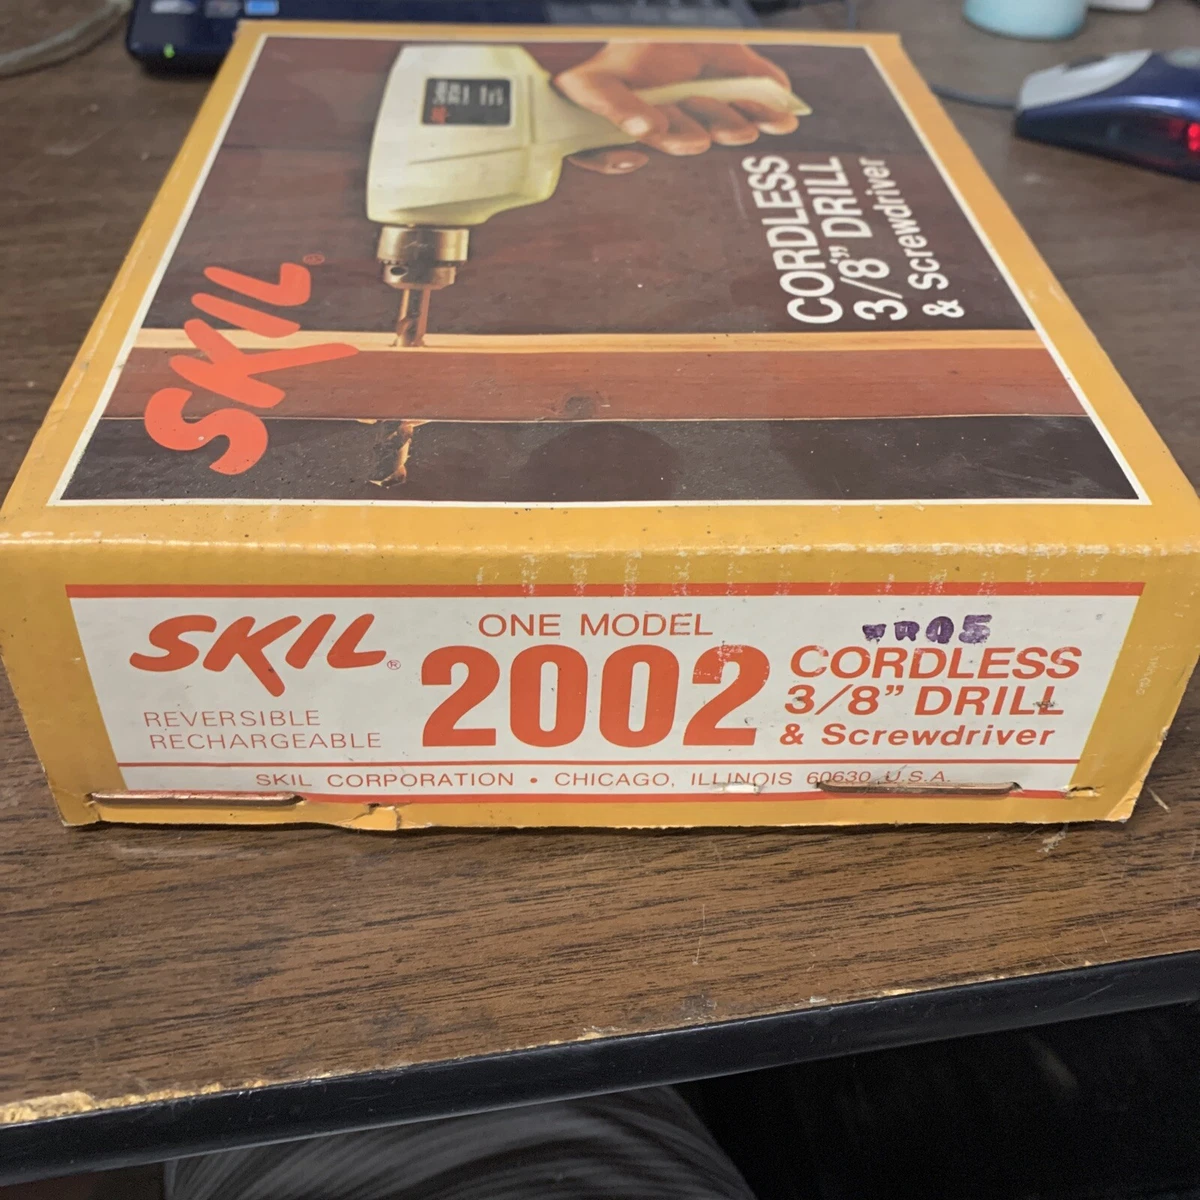 SKIL®
CORDLESS
3/8” DRILL
& Screwdriver
SKIL®
REVERSIBLE
RECHARGEABLE
ONE MODEL
2002
CORDLESS
3/8” DRILL
& Screwdriver
SKIL CORPORATION • CHICAGO, ILLINOIS 60630 U.S.A.